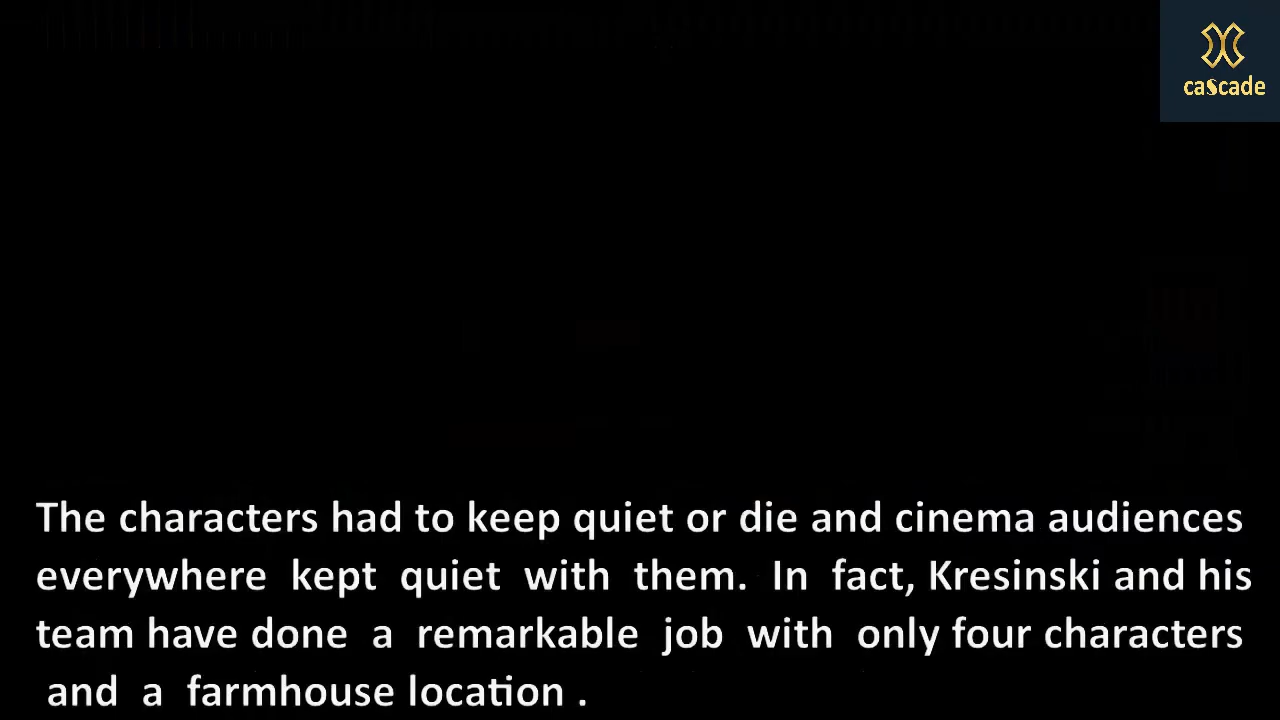 cascade
The characters had to keep quiet or die and cinema audiences
everywhere kept quiet with them. In fact, Kresinski and his
team have done a remarkable job with only four characters
and a farmhouse location .